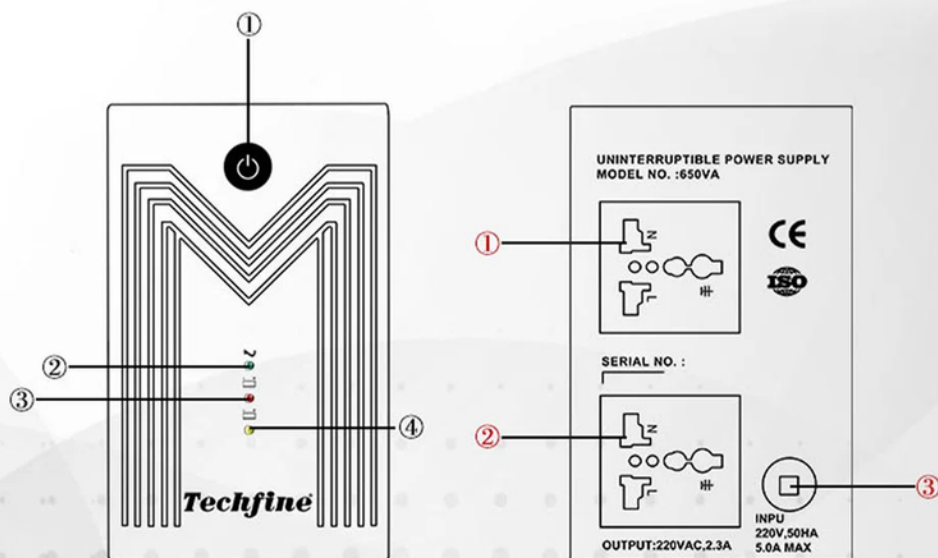 ①
②
③
④
Techfine
UNINTERRUPTIBLE POWER SUPPLY
MODEL NO. :650VA
①
N
L
CE
ISO
SERIAL NO. :
②
N
L
③
INPU
220V,50HA
5.0A MAX
OUTPUT:220VAC,2.3A